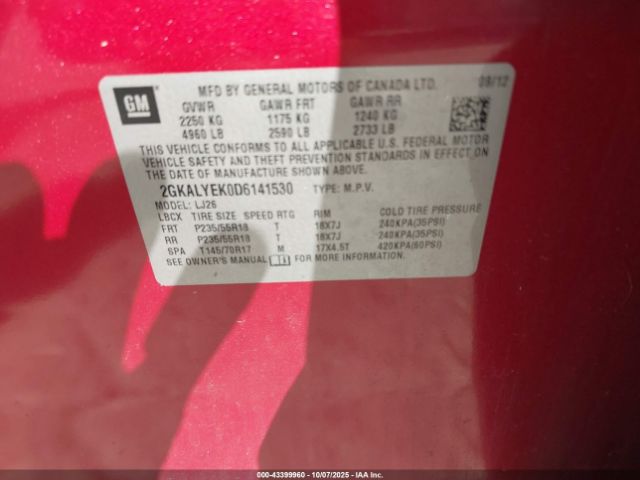 GM
MFD BY GENERAL MOTORS OF CANADA LTD. 09/12
GVWR GAWR FRT GAWR RR
2250 KG 1175 KG 1240 KG
4960 LB 2590 LB 2733 LB
THIS VEHICLE CONFORMS TO ALL APPLICABLE U.S. FEDERAL MOTOR
VEHICLE SAFETY AND THEFT PREVENTION STANDARDS IN EFFECT ON
THE DATE OF MANUFACTURE SHOWN ABOVE.
2GKALYEK0D6141530 TYPE: M.P.V.
MODEL: LJ26
LBCX TIRE SIZE SPEED RTG RIM COLD TIRE PRESSURE
FRT P235/55R18 T 18X7J 240KPA(35PSI)
RR P235/55R18 T 18X7J 240KPA(35PSI)
SPA T145/70R17 M 17X4.5T 420KPA(60PSI)
SEE OWNER'S MANUAL FOR MORE INFORMATION.
000-43399960 - 10/07/2025 - IAA Inc.